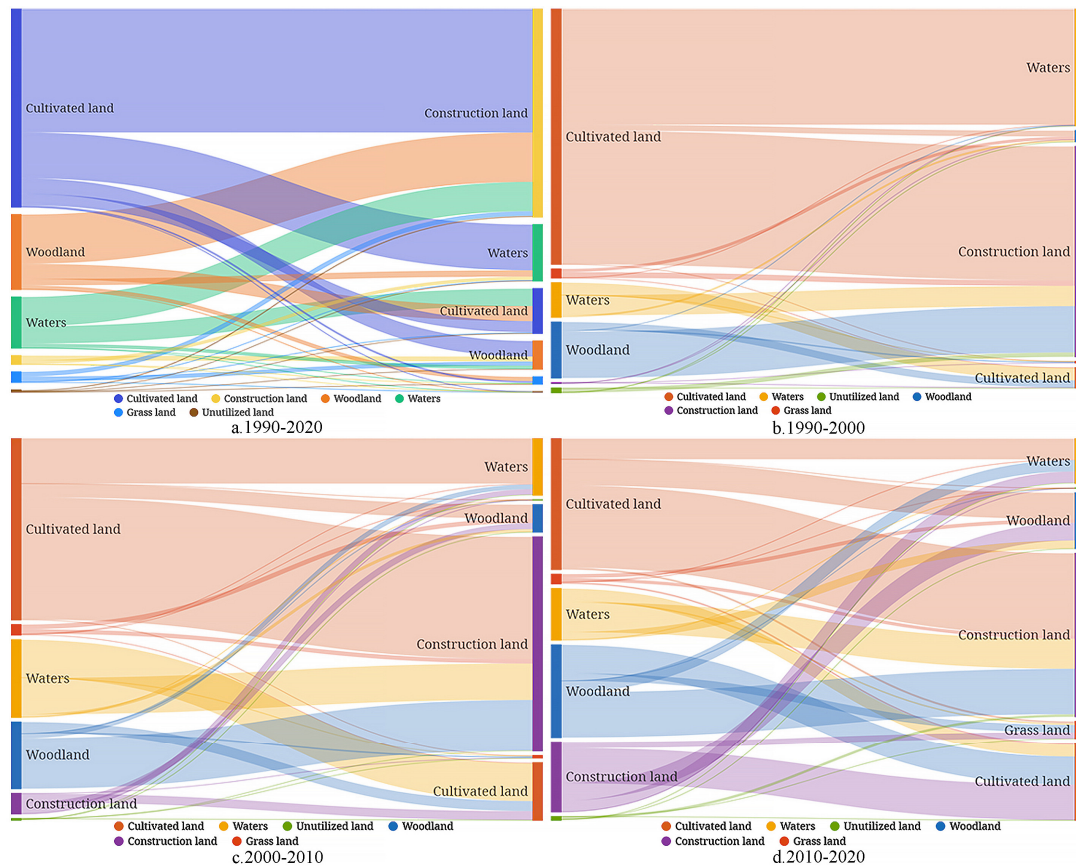 Cultivated land
Construction land
Woodland
Waters
Waters
Cultivated land
Woodland
Cultivated land Construction land Woodland Waters
Grass land Unutilized land
a.1990-2020
Waters
Cultivated land
Construction land
Waters
Woodland
Cultivated land
Cultivated land Waters Unutilized land Woodland
Construction land Grass land
b.1990-2000
Waters
Woodland
Cultivated land
Construction land
Waters
Woodland
Cultivated land
Construction land
Cultivated land Waters Unutilized land Woodland
Construction land Grass land
c.2000-2010
Waters
Cultivated land
Woodland
Waters
Construction land
Woodland
Grass land
Construction land
Cultivated land
Cultivated land Waters Unutilized land Woodland
Construction land Grass land
d.2010-2020